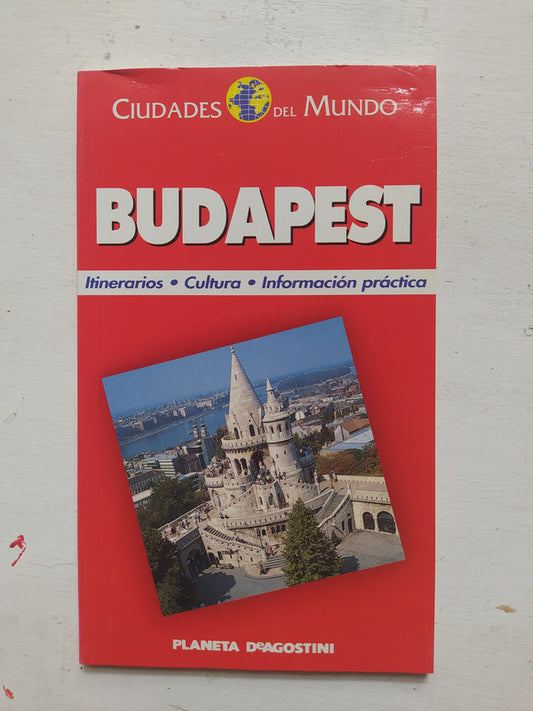 CIUDADES DEL MUNDO
BUDAPEST
Itinerarios • Cultura • Información práctica
PLANETA DeAGOSTINI